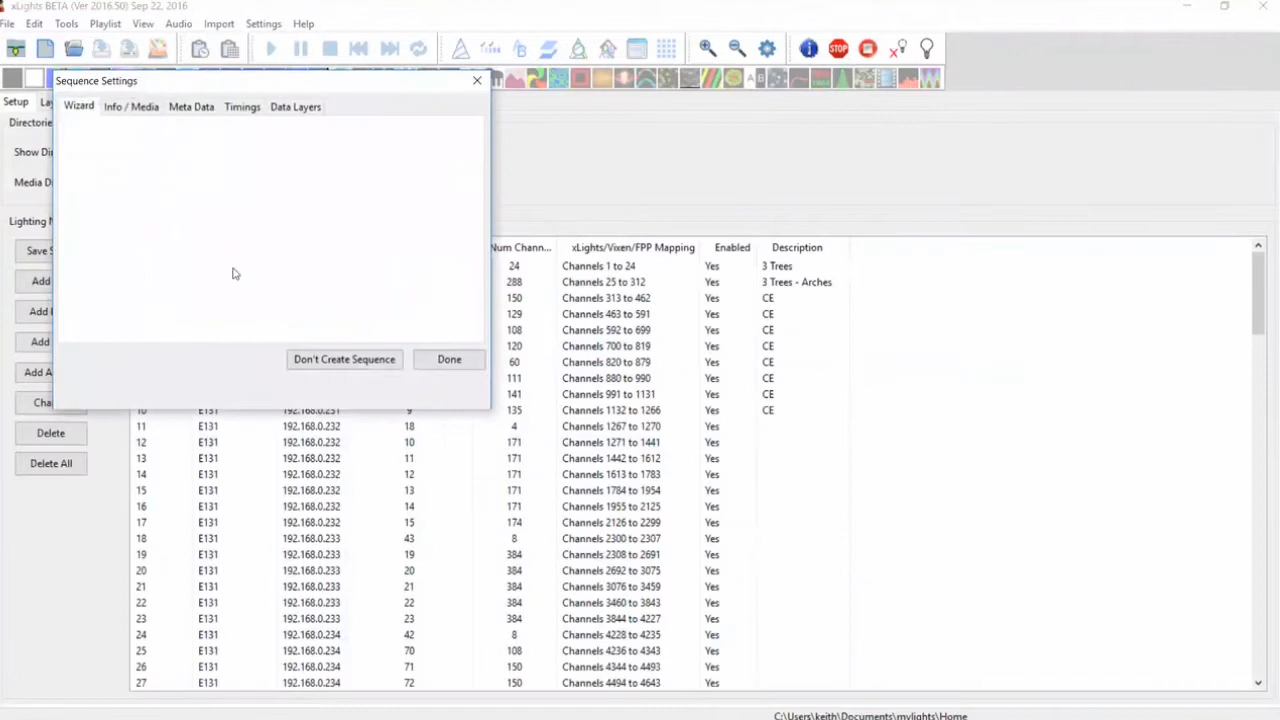 xLights BETA (Ver 2016.50) Sep 22, 2016
File Edit Tools Playlist View Audio Import Settings Help
Sequence Settings
Wizard Info / Media Meta Data Timings Data Layers
Don't Create Sequence Done
Setup
Directorie
Show Di
Media D
Lighting N
Save S
Add
Add
Add A
Cha
Delete
Delete All
Num Chann... xLights/Vixen/FPP Mapping Enabled Description
24 Channels 1 to 24 Yes 3 Trees
288 Channels 25 to 312 Yes 3 Trees - Arches
150 Channels 313 to 462 Yes CE
129 Channels 463 to 591 Yes CE
108 Channels 592 to 699 Yes CE
120 Channels 700 to 819 Yes CE
60 Channels 820 to 879 Yes CE
111 Channels 880 to 990 Yes CE
141 Channels 991 to 1131 Yes CE
10 E131 192.168.0.231 9 135 Channels 1132 to 1266 Yes CE
11 E131 192.168.0.232 18 4 Channels 1267 to 1270 Yes
12 E131 192.168.0.232 10 171 Channels 1271 to 1441 Yes
13 E131 192.168.0.232 11 171 Channels 1442 to 1612 Yes
14 E131 192.168.0.232 12 171 Channels 1613 to 1783 Yes
15 E131 192.168.0.232 13 171 Channels 1784 to 1954 Yes
16 E131 192.168.0.232 14 171 Channels 1955 to 2125 Yes
17 E131 192.168.0.232 15 174 Channels 2126 to 2299 Yes
18 E131 192.168.0.233 43 8 Channels 2300 to 2307 Yes
19 E131 192.168.0.233 19 384 Channels 2308 to 2691 Yes
20 E131 192.168.0.233 20 384 Channels 2692 to 3075 Yes
21 E131 192.168.0.233 21 384 Channels 3076 to 3459 Yes
22 E131 192.168.0.233 22 384 Channels 3460 to 3843 Yes
23 E131 192.168.0.233 23 384 Channels 3844 to 4227 Yes
24 E131 192.168.0.234 42 8 Channels 4228 to 4235 Yes
25 E131 192.168.0.234 70 108 Channels 4236 to 4343 Yes
26 E131 192.168.0.234 71 150 Channels 4344 to 4493 Yes
27 E131 192.168.0.234 72 150 Channels 4494 to 4643 Yes
C:\Users\keith\Documents\mylights\Home